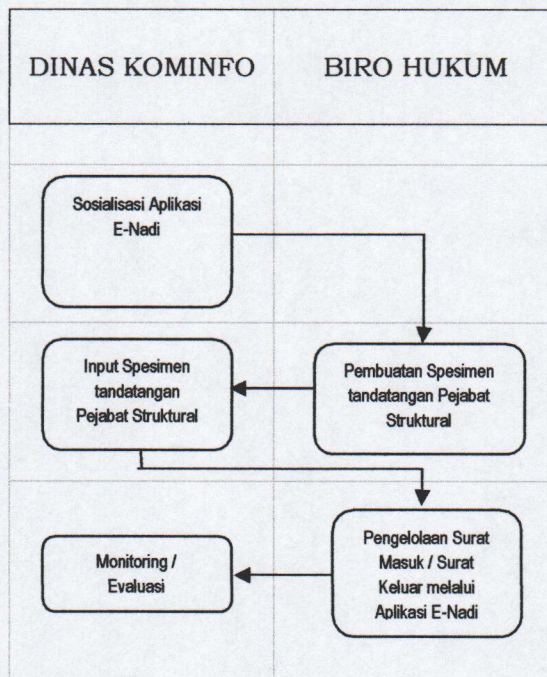 DINAS KOMINFO
BIRO HUKUM
Sosialisasi Aplikasi
E-Nadi
Input Spesimen
tandatangan
Pejabat Struktural
Pembuatan Spesimen
tandatangan Pejabat
Struktural
Monitoring /
Evaluasi
Pengelolaan Surat
Masuk / Surat
Keluar melalui
Aplikasi E-Nadi